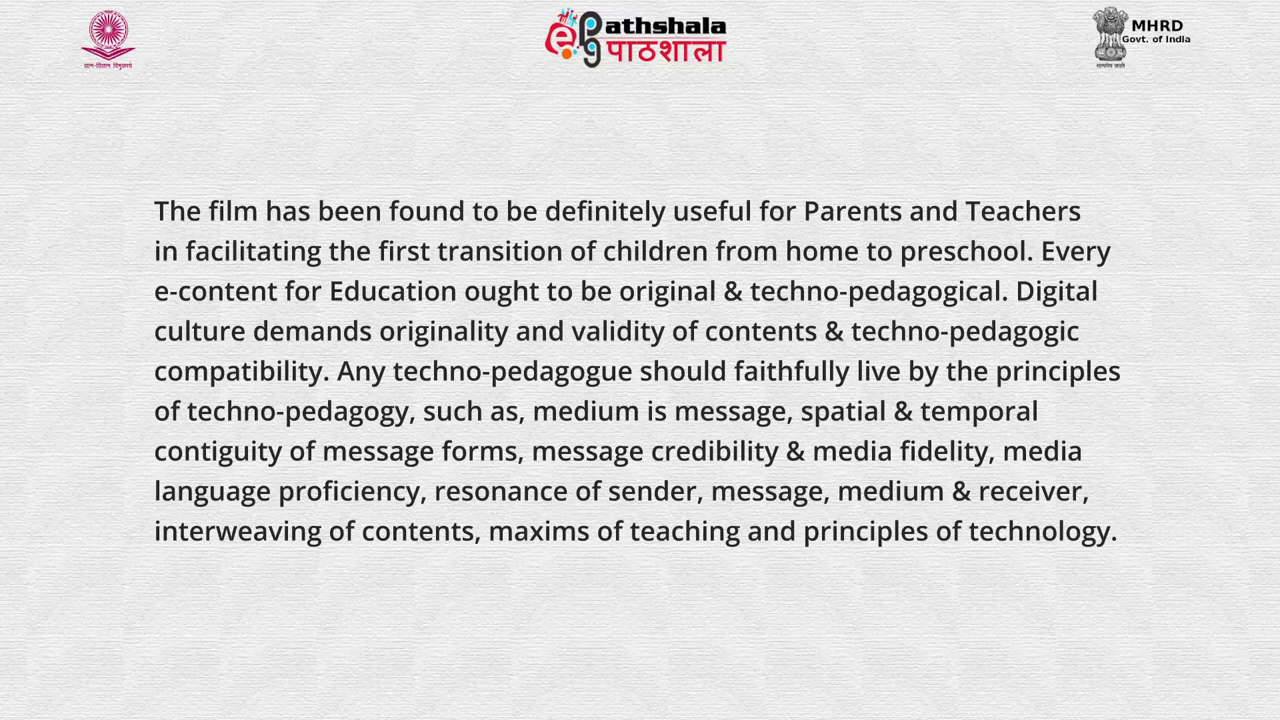 ज्ञान-विज्ञान विमुक्तये
ePg Pathshala
पाठशाला
MHRD
Govt. of India
सत्यमेव जयते
The film has been found to be definitely useful for Parents and Teachers
in facilitating the first transition of children from home to preschool. Every
e-content for Education ought to be original & techno-pedagogical. Digital
culture demands originality and validity of contents & techno-pedagogic
compatibility. Any techno-pedagogue should faithfully live by the principles
of techno-pedagogy, such as, medium is message, spatial & temporal
contiguity of message forms, message credibility & media fidelity, media
language proficiency, resonance of sender, message, medium & receiver,
interweaving of contents, maxims of teaching and principles of technology.